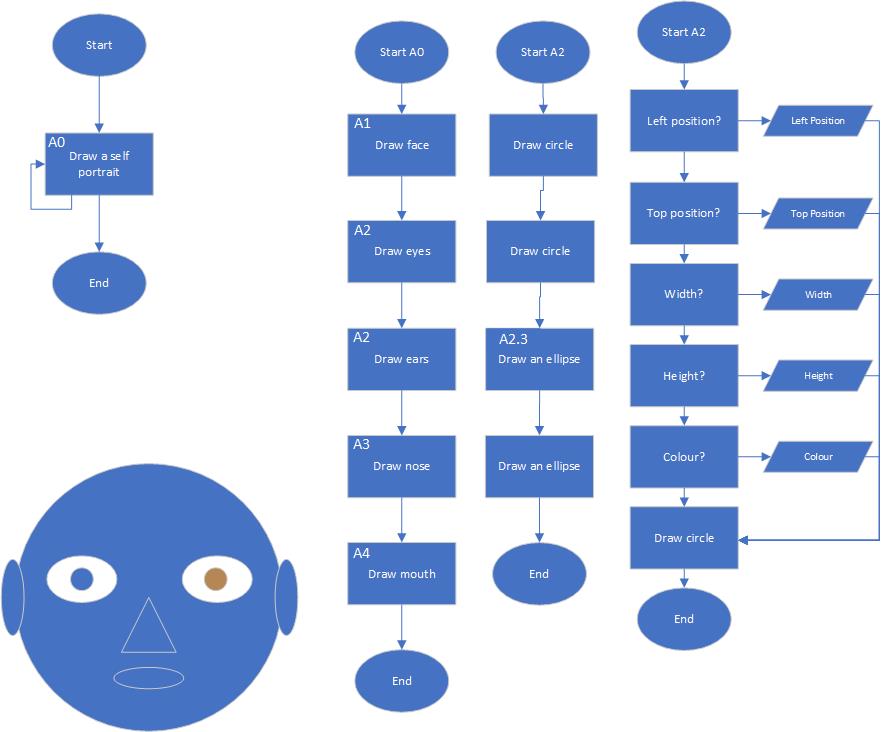 Start
A0
Draw a self
portrait
End
Start A0
A1
Draw face
A2
Draw eyes
A2
Draw ears
A3
Draw nose
A4
Draw mouth
End
Start A2
Draw circle
Draw circle
A2.3
Draw an ellipse
Draw an ellipse
End
Start A2
Left position?
Left Position
Top position?
Top Position
Width?
Width
Height?
Height
Colour?
Colour
Draw circle
End